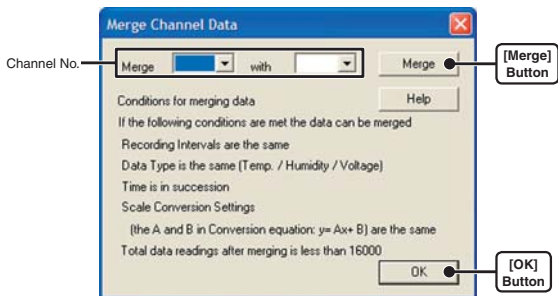 Merge Channel Data
Channel No.
Merge with Merge
[Merge]
Button
Conditions for merging data Help
If the following conditions are met the data can be merged
Recording Intervals are the same
Data Type is the same (Temp. / Humidity / Voltage)
Time is in succession
Scale Conversion Settings
(the A and B in Conversion equation: y= Ax+ B) are the same
Total data readings after merging is less than 16000
OK
[OK]
Button